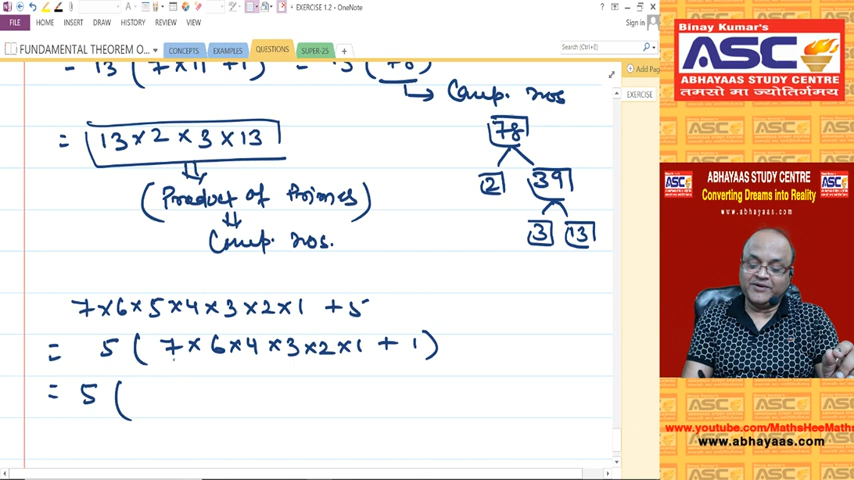 EXERCISE 1.2 - OneNote
FILE HOME INSERT DRAW HISTORY REVIEW VIEW
Sign in
FUNDAMENTAL THEOREM O... CONCEPTS EXAMPLES QUESTIONS SUPER-25 +
Search (Ctrl+E)
Add Pag
EXERCISE
= 13 ( 7 × 11 + 1 ) = 13 ( 78 )
Comp. nos
= 13 × 2 × 3 × 13
78
2 39
3 13
( Product of Primes )
Comp. nos.
7 × 6 × 5 × 4 × 3 × 2 × 1 + 5
= 5 ( 7 × 6 × 4 × 3 × 2 × 1 + 1 )
= 5 (
Binay Kumar's
ASC
ABHAYAAS STUDY CENTRE
तमसो मा ज्योतिर्गमय
ABHAYAAS STUDY CENTRE
Converting Dreams into Reality
www.abhayaas.com
www.youtube.com/MathsHeeMaths
www.abhayaas.com